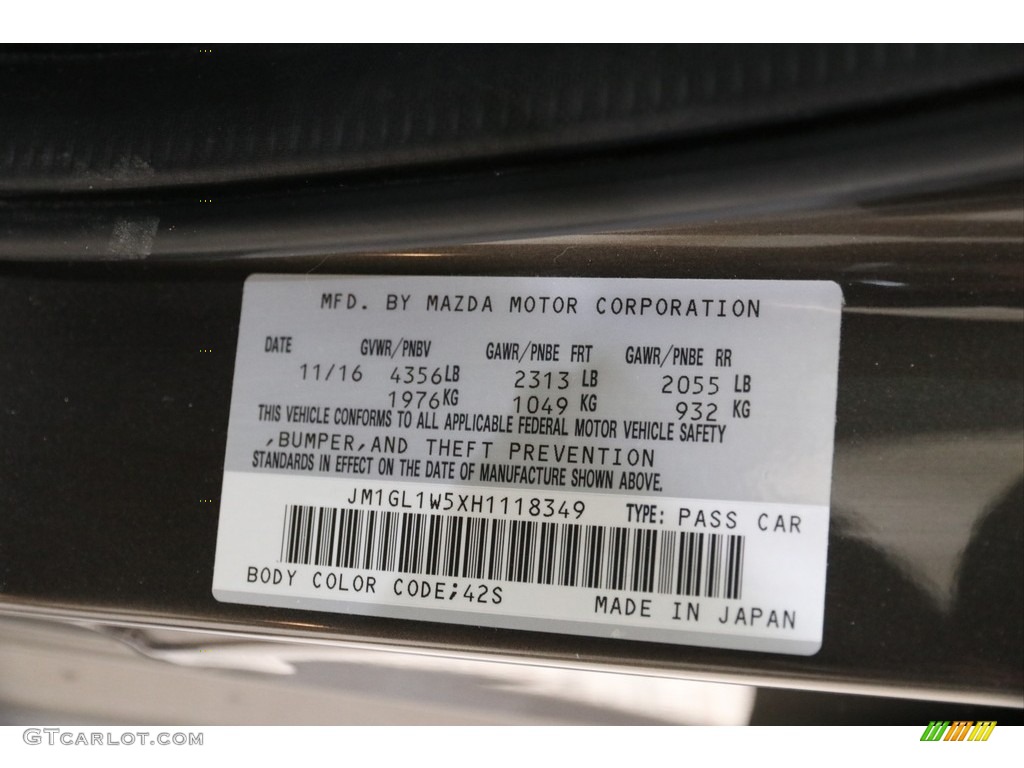 MFD. BY MAZDA MOTOR CORPORATION
DATE GVWR/PNBV GAWR/PNBE FRT GAWR/PNBE RR
11/16 4356LB 2313 LB 2055 LB
1976KG 1049 KG 932 KG
THIS VEHICLE CONFORMS TO ALL APPLICABLE FEDERAL MOTOR VEHICLE SAFETY
,BUMPER,AND THEFT PREVENTION
STANDARDS IN EFFECT ON THE DATE OF MANUFACTURE SHOWN ABOVE.
JM1GL1W5XH1118349 TYPE: PASS CAR
BODY COLOR CODE;42S MADE IN JAPAN
GTCarLot.com